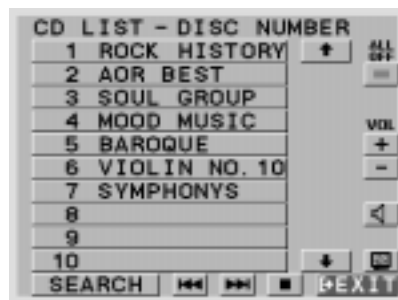 CD LIST – DISC NUMBER
1 ROCK HISTORY
ALL OFF
2 AOR BEST
3 SOUL GROUP
4 MOOD MUSIC
VOL
5 BAROQUE
+
6 VIOLIN NO. 10
−
7 SYMPHONYS
8
9
10
SEARCH
EXIT